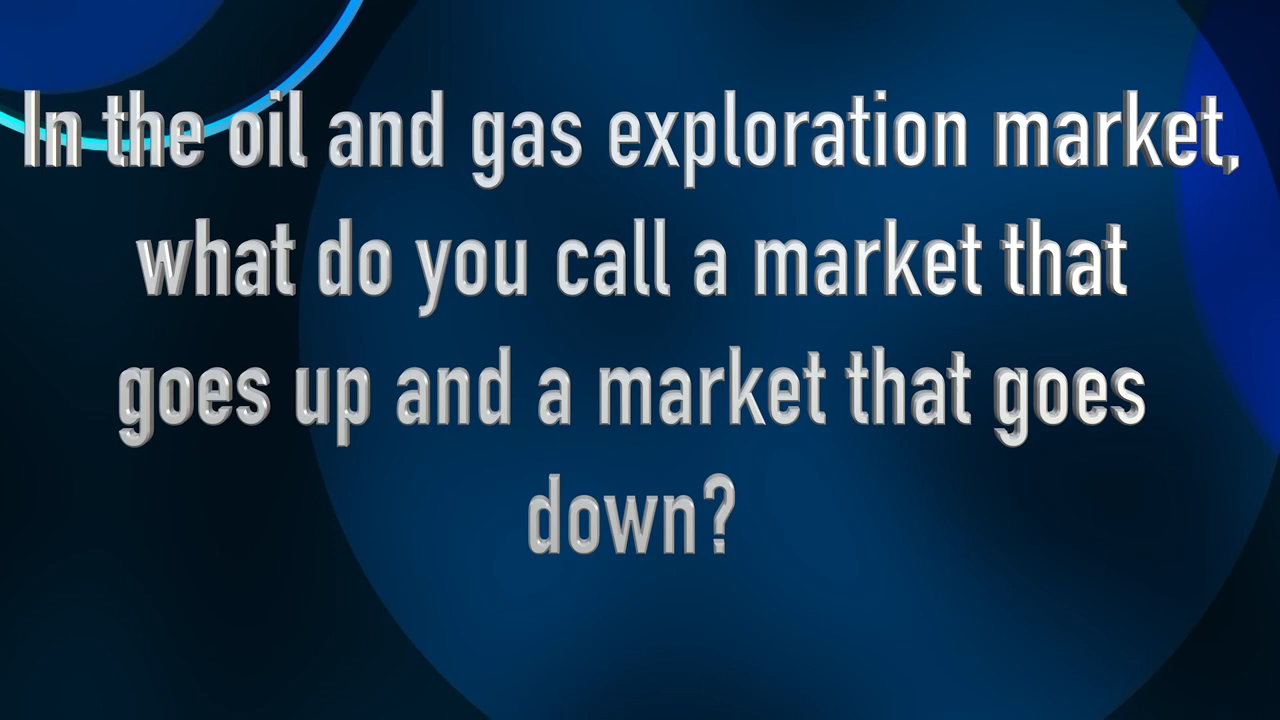 In the oil and gas exploration market,
what do you call a market that
goes up and a market that goes
down?